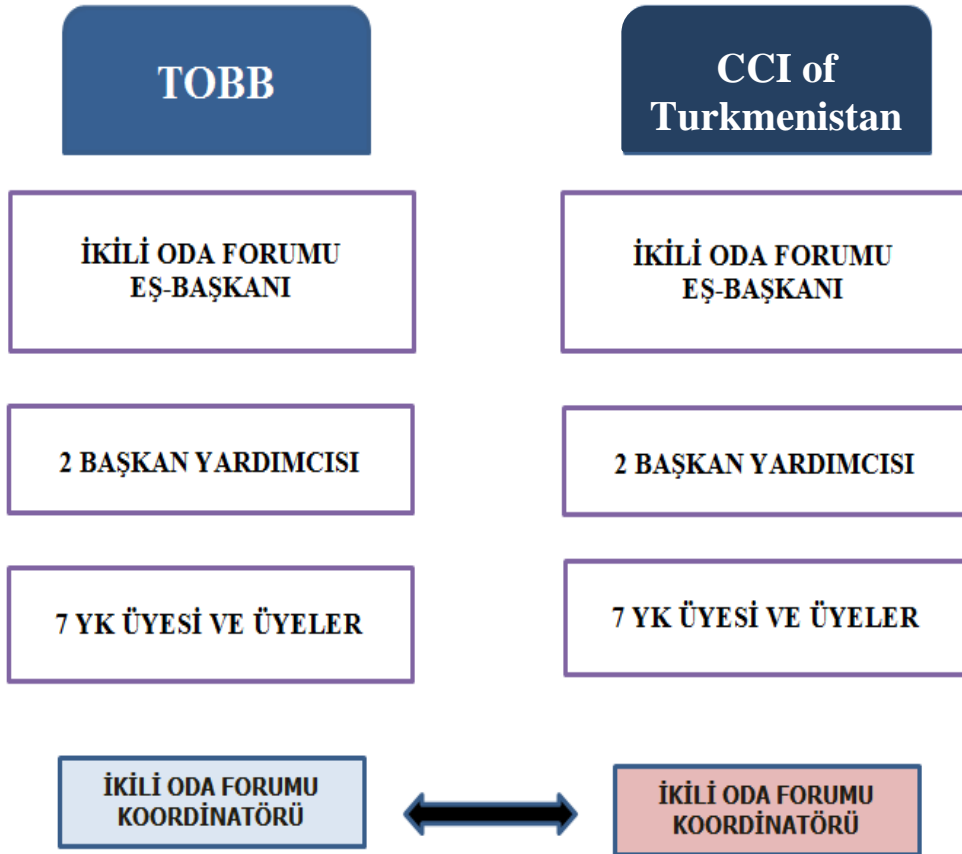 TOBB
CCI of
Turkmenistan
İKİLİ ODA FORUMU
EŞ-BAŞKANI
İKİLİ ODA FORUMU
EŞ-BAŞKANI
2 BAŞKAN YARDIMCISI
2 BAŞKAN YARDIMCISI
7 YK ÜYESİ VE ÜYELER
7 YK ÜYESİ VE ÜYELER
İKİLİ ODA FORUMU
KOORDİNATÖRÜ
İKİLİ ODA FORUMU
KOORDİNATÖRÜ